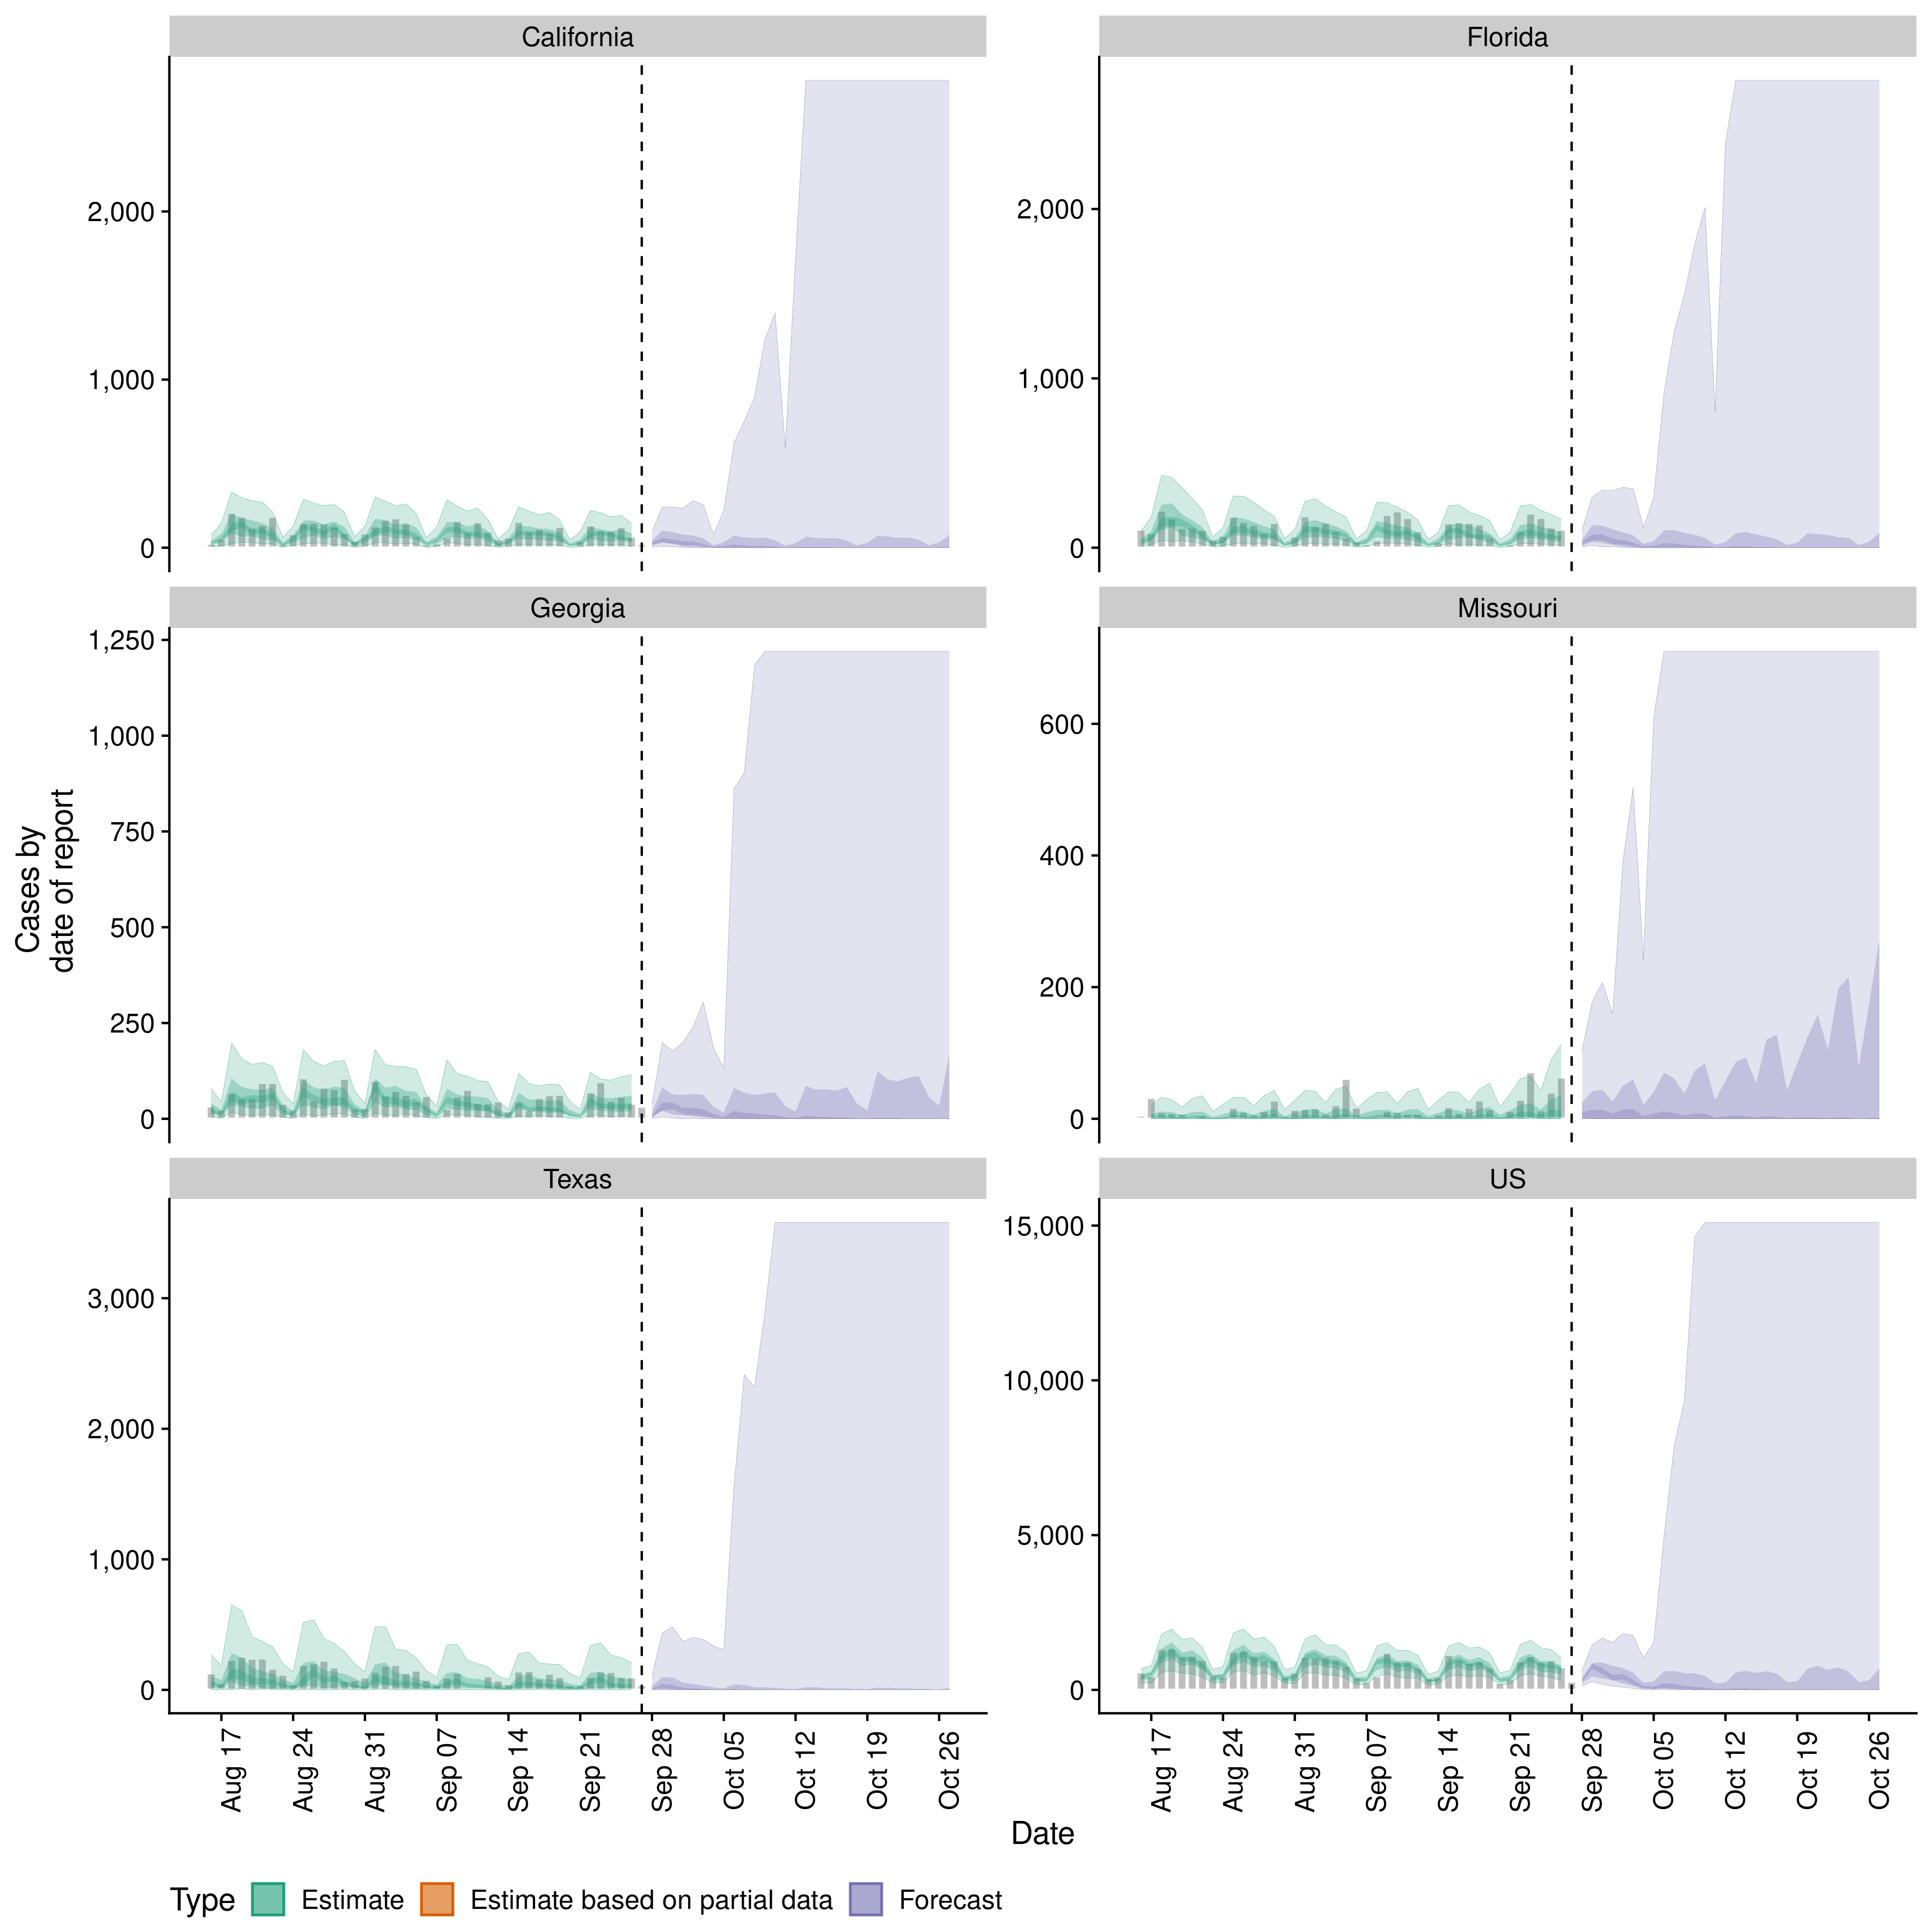 California
Florida
2,000
1,000
0
2,000
1,000
0
Georgia
Missouri
1,250
1,000
750
500
250
0
600
400
200
0
Cases by
date of report
Texas
US
3,000
2,000
1,000
0
15,000
10,000
5,000
0
Aug 17
Aug 24
Aug 31
Sep 07
Sep 14
Sep 21
Sep 28
Oct 05
Oct 12
Oct 19
Oct 26
Aug 17
Aug 24
Aug 31
Sep 07
Sep 14
Sep 21
Sep 28
Oct 05
Oct 12
Oct 19
Oct 26
Date
Type Estimate Estimate based on partial data Forecast